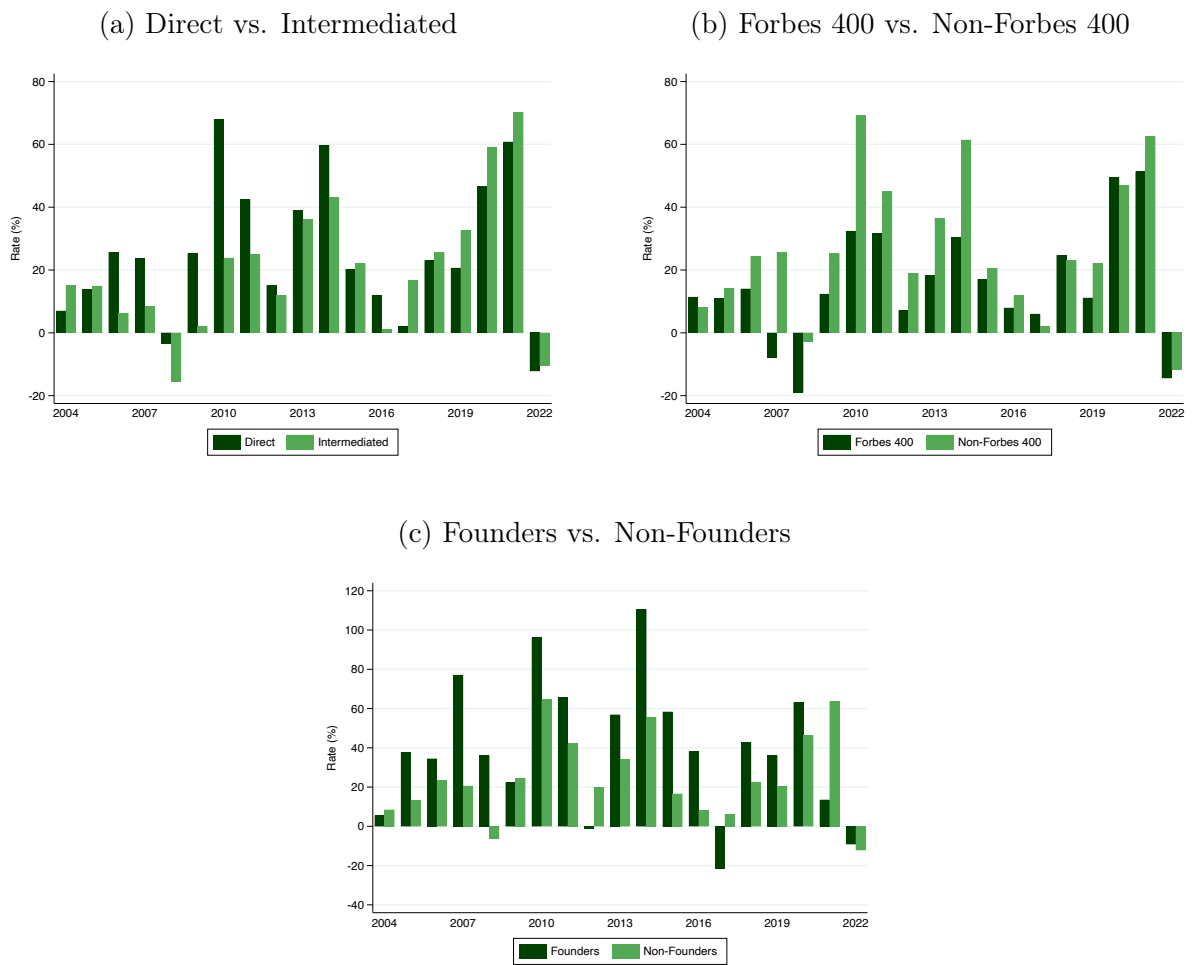 (a) Direct vs. Intermediated
80
60
40
20
0
-20
Rate (%)
2004 2007 2010 2013 2016 2019 2022
Direct Intermediated
(b) Forbes 400 vs. Non-Forbes 400
80
60
40
20
0
-20
Rate (%)
2004 2007 2010 2013 2016 2019 2022
Forbes 400 Non-Forbes 400
(c) Founders vs. Non-Founders
120
100
80
60
40
20
0
-20
-40
Rate (%)
2004 2007 2010 2013 2016 2019 2022
Founders Non-Founders